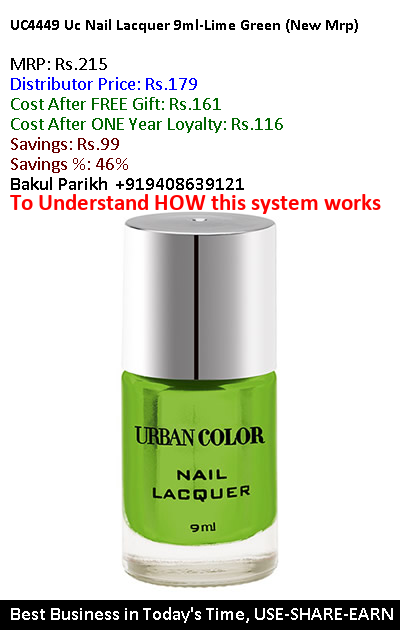 UC4449 Uc Nail Lacquer 9ml-Lime Green (New Mrp)
MRP: Rs.215
Distributor Price: Rs.179
Cost After FREE Gift: Rs.161
Cost After ONE Year Loyalty: Rs.116
Savings: Rs.99
Savings %: 46%
Bakul Parikh +919408639121
To Understand HOW this system works
URBAN COLOR
NAIL
LACQUER
9ml
Best Business in Today's Time, USE-SHARE-EARN